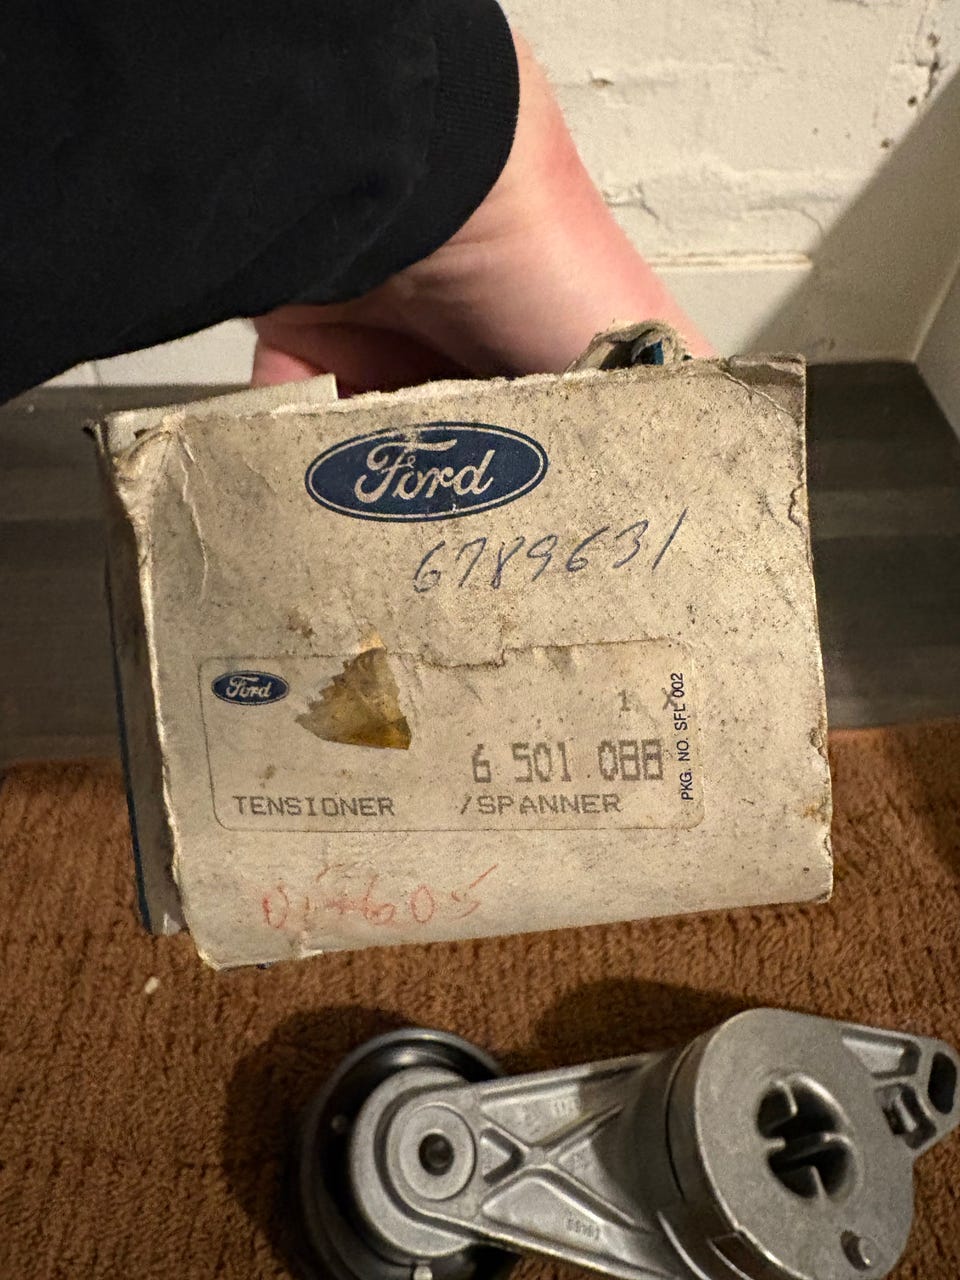 Ford
6789631
Ford
1 X
6 501 088
TENSIONER /SPANNER
PKG. NO. SFL 002